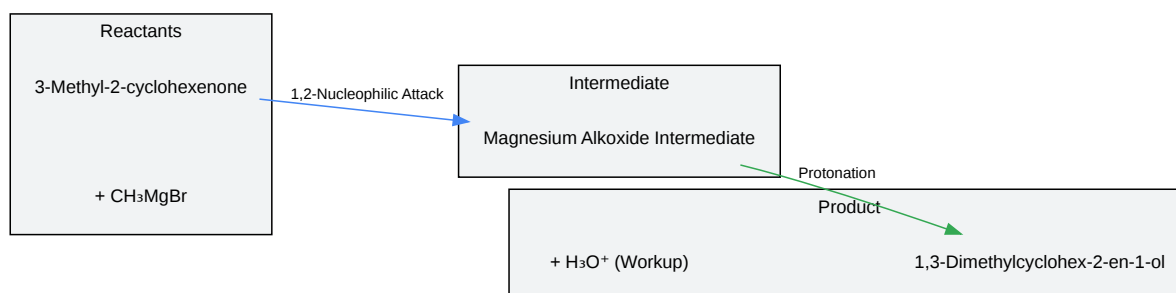 Reactants
3-Methyl-2-cyclohexenone
+ CH₃MgBr
1,2-Nucleophilic Attack
Intermediate
Magnesium Alkoxide Intermediate
Protonation
Product
+ H₃O⁺ (Workup)
1,3-Dimethylcyclohex-2-en-1-ol